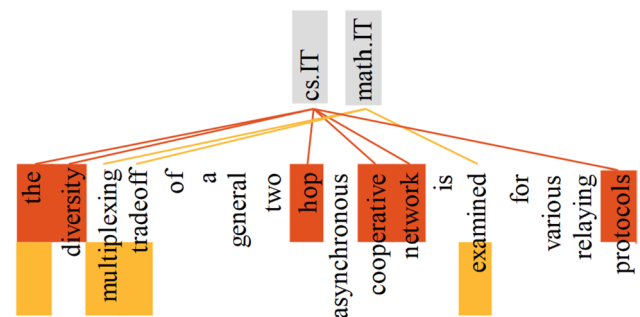 cs.IT math.IT
the diversity multiplexing tradeoff of a general two hop asynchronous cooperative network is examined for various relaying protocols